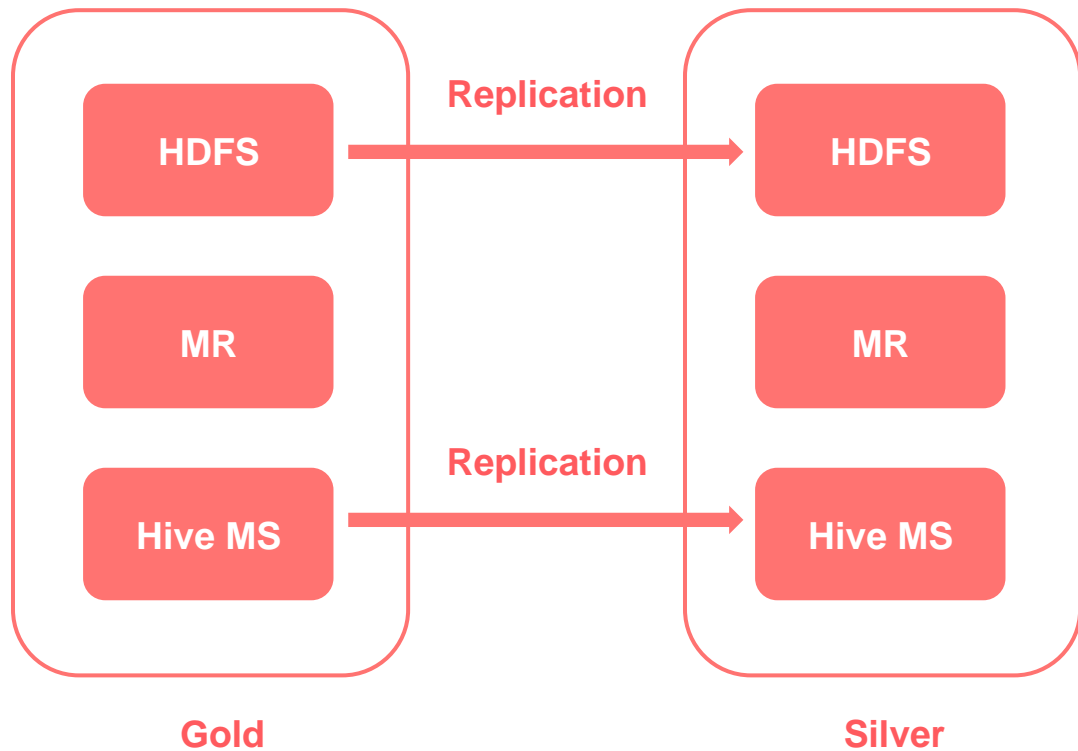 Replication
HDFS
HDFS
MR
MR
Replication
Hive MS
Hive MS
Gold
Silver